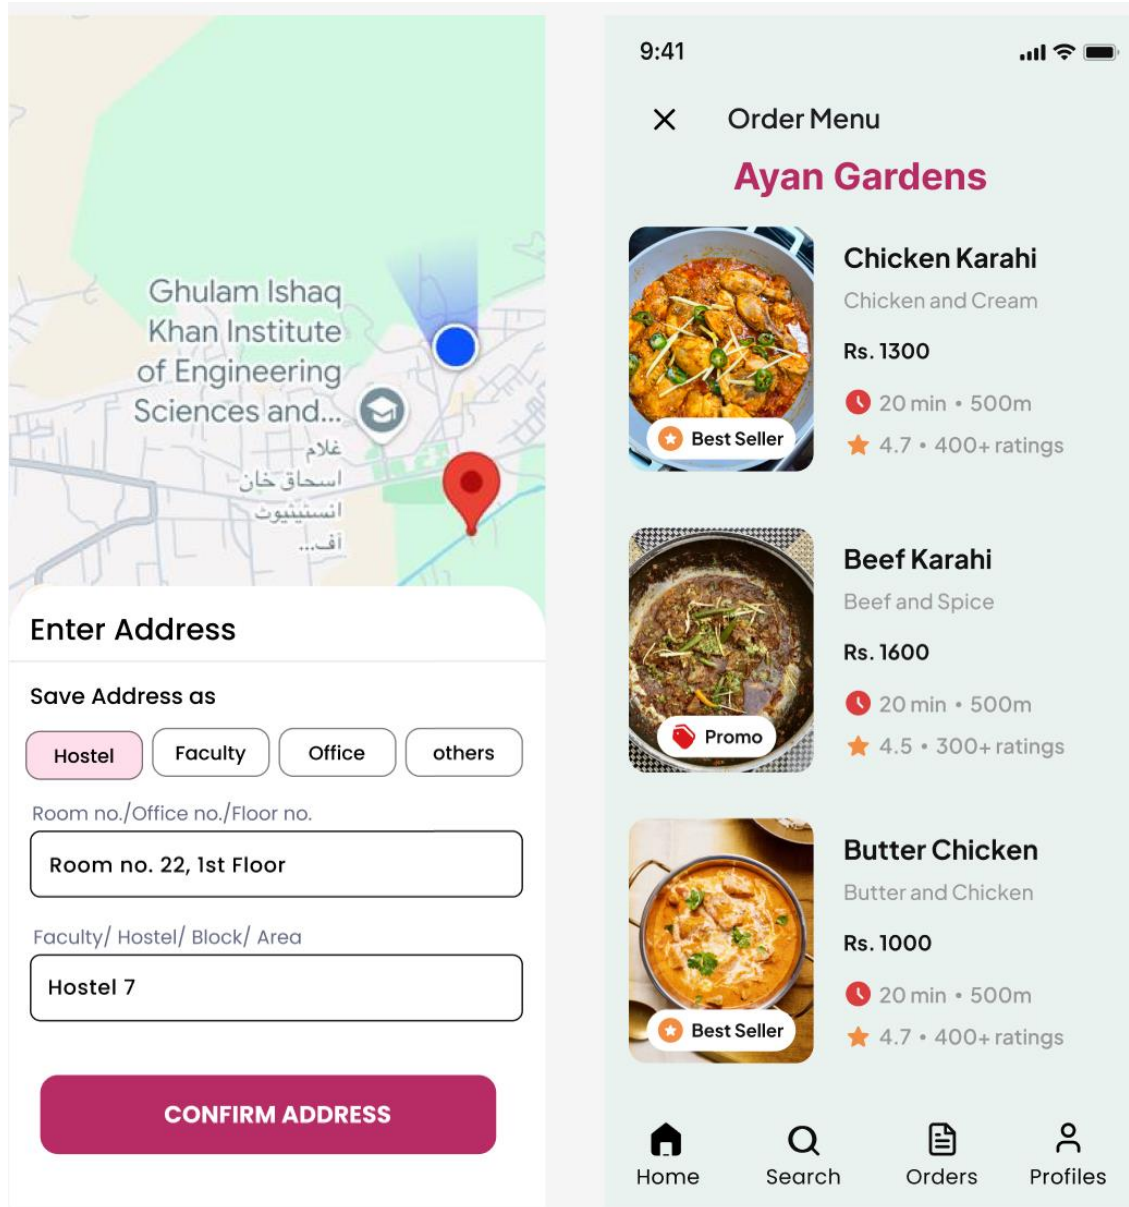 Ghulam Ishaq
Khan Institute
of Engineering
Sciences and...
غلام
اسحاق خان
انسٹیٹیوٹ
آف...
Enter Address
Save Address as
Hostel
Faculty
Office
others
Room no./Office no./Floor no.
Room no. 22, 1st Floor
Faculty/ Hostel/ Block/ Area
Hostel 7
CONFIRM ADDRESS
9:41
Order Menu
Ayan Gardens
Chicken Karahi
Chicken and Cream
Rs. 1300
20 min • 500m
4.7 • 400+ ratings
Best Seller
Beef Karahi
Beef and Spice
Rs. 1600
20 min • 500m
4.5 • 300+ ratings
Promo
Butter Chicken
Butter and Chicken
Rs. 1000
20 min • 500m
4.7 • 400+ ratings
Best Seller
Home
Search
Orders
Profiles